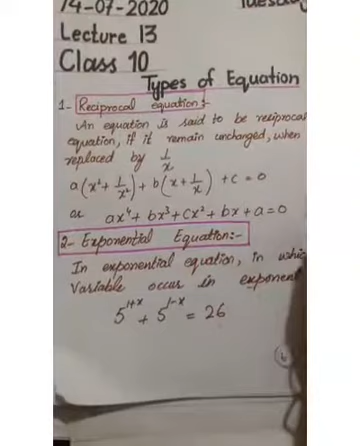 14-07-2020
Lecture 13
Class 10
Types of Equation
1- Reciprocal equation:-
An equation is said to be reciprocal
equation, if it remain unchanged, when
replaced by 1/x
a(x² + 1/x²) + b(x + 1/x) + c = 0
or ax⁴ + bx³ + cx² + bx + a = 0
2- Exponential Equation:-
In exponential equation, in which
Variable occur in exponent
5^(1+x) + 5^(1-x) = 26